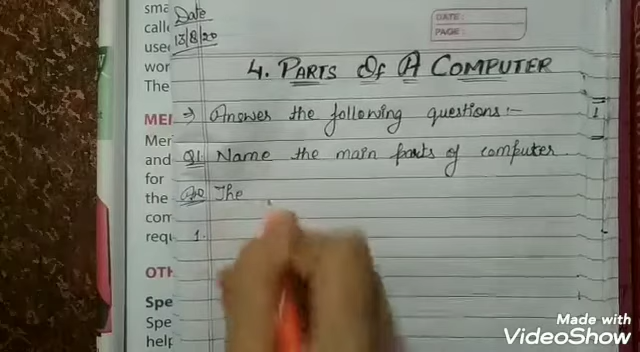 sma
calle
used
wor
The
MEI
Mer
and
for
the
com
requ
OTH
Spe
Spe
help
Date
13/8/20
DATE :
PAGE :
4. PARTS OF A COMPUTER
⇒ Answer the following questions :-
Q1 Name the main parts of computer
The
1.
Made with
VideoShow